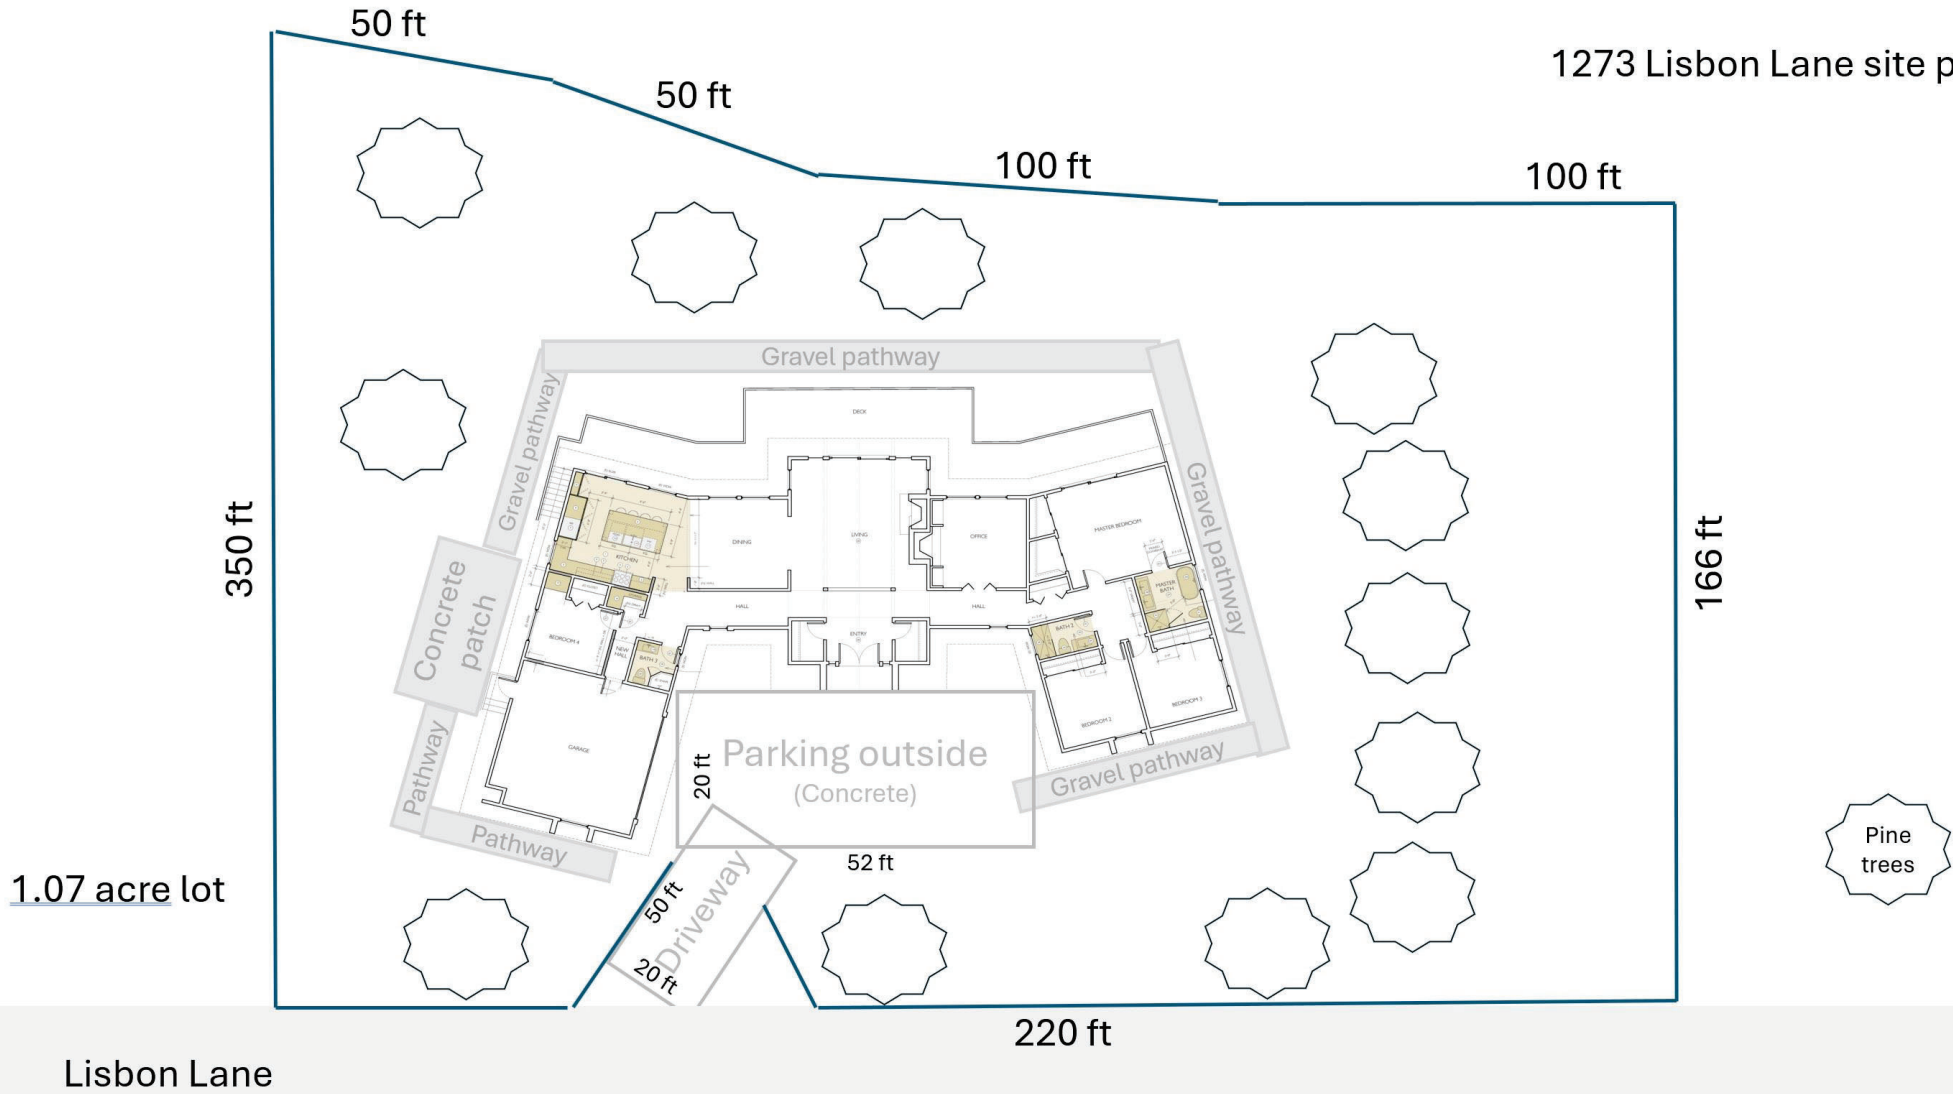 50 ft
1273 Lisbon Lane site p
50 ft
100 ft
100 ft
Gravel pathway
Gravel pathway
DECK
Gravel pathway
350 ft
166 ft
KITCHEN
DINING
LIVING
OFFICE
MASTER BEDROOM
MASTER
BATH
Concrete
patch
HALL
HALL
ENTRY
BEDROOM 4
NEW
HALL
BATH 3
BATH 2
BEDROOM 2
BEDROOM 3
GARAGE
Pathway
Pathway
20 ft
Parking outside
(Concrete)
Gravel pathway
52 ft
50 ft
Driveway
20 ft
Pine
trees
1.07 acre lot
220 ft
Lisbon Lane